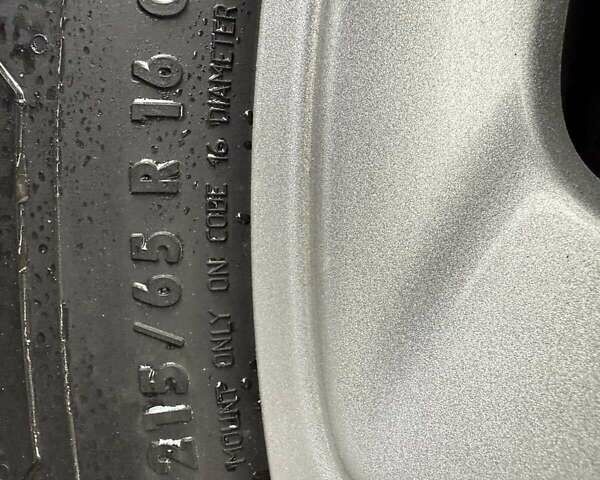 215/65 R 16 C
MOUNT ONLY ON CODE 16 DIAMETER